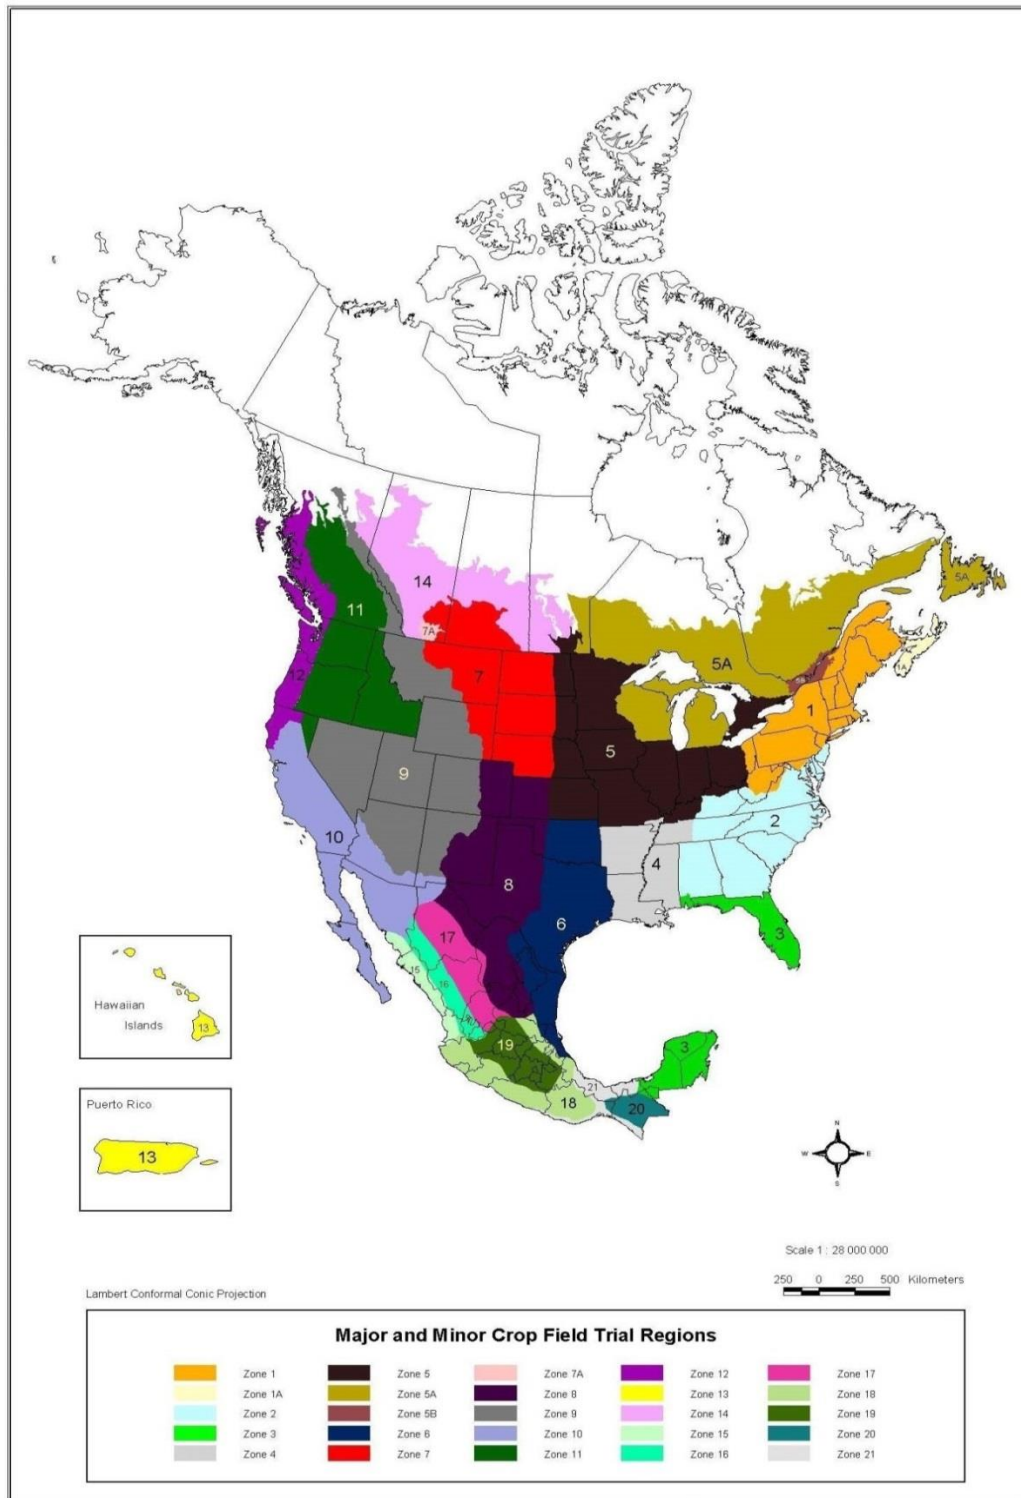 14
5A
11
7A
5A
1A
5B
7
12
1
5
9
10
2
4
8
6
3
17
15
16
Hawaiian
Islands
13
19
3
21
18
20
Puerto Rico
13
N
W E
S
Scale 1 : 28 000 000
250 0 250 500 Kilometers
Lambert Conformal Conic Projection
Major and Minor Crop Field Trial Regions
Zone 1 Zone 5 Zone 7A Zone 12 Zone 17
Zone 1A Zone 5A Zone 8 Zone 13 Zone 18
Zone 2 Zone 5B Zone 9 Zone 14 Zone 19
Zone 3 Zone 6 Zone 10 Zone 15 Zone 20
Zone 4 Zone 7 Zone 11 Zone 16 Zone 21